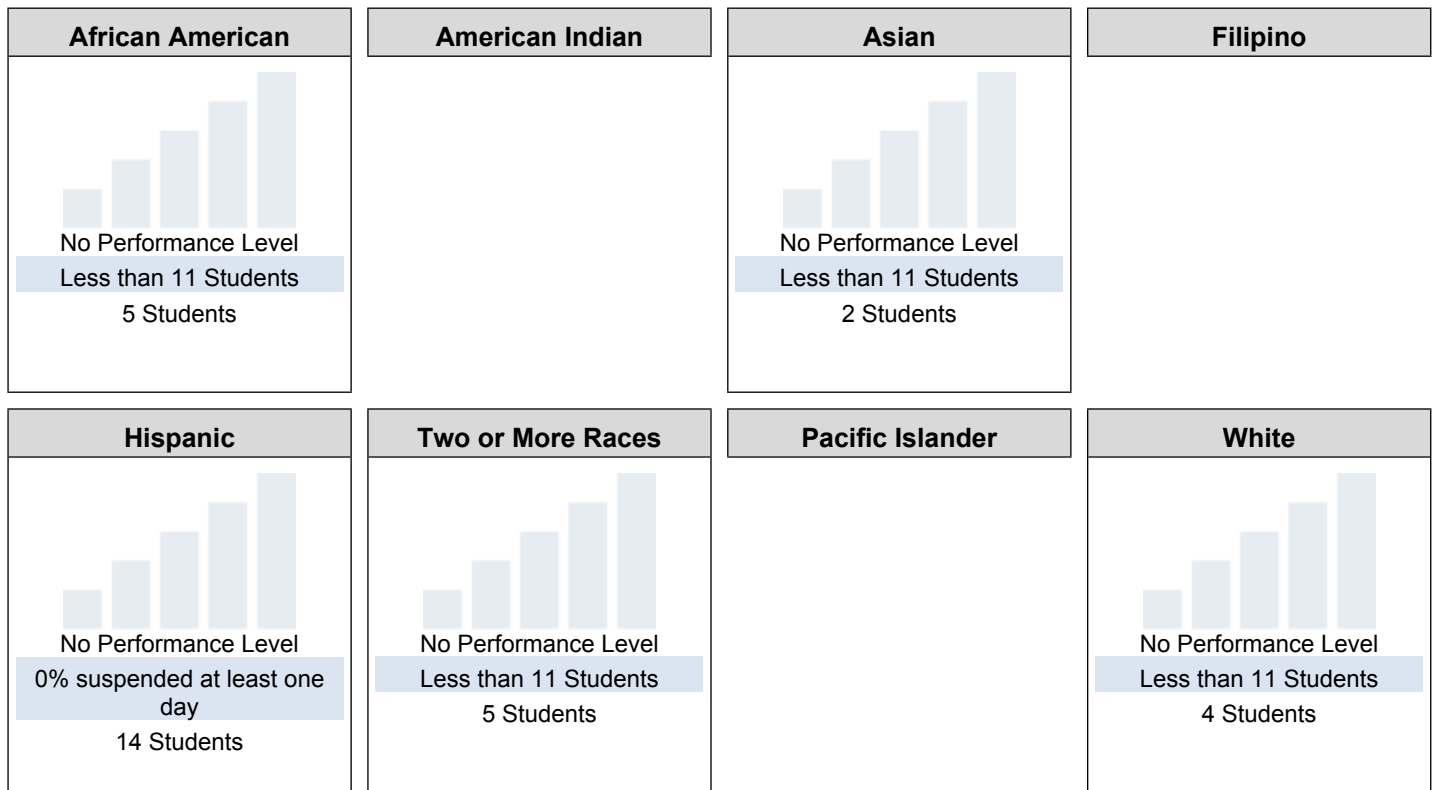 African American
American Indian
Asian
Filipino
No Performance Level
Less than 11 Students
5 Students
No Performance Level
Less than 11 Students
2 Students
Hispanic
Two or More Races
Pacific Islander
White
No Performance Level
0% suspended at least one
day
14 Students
No Performance Level
Less than 11 Students
5 Students
No Performance Level
Less than 11 Students
4 Students